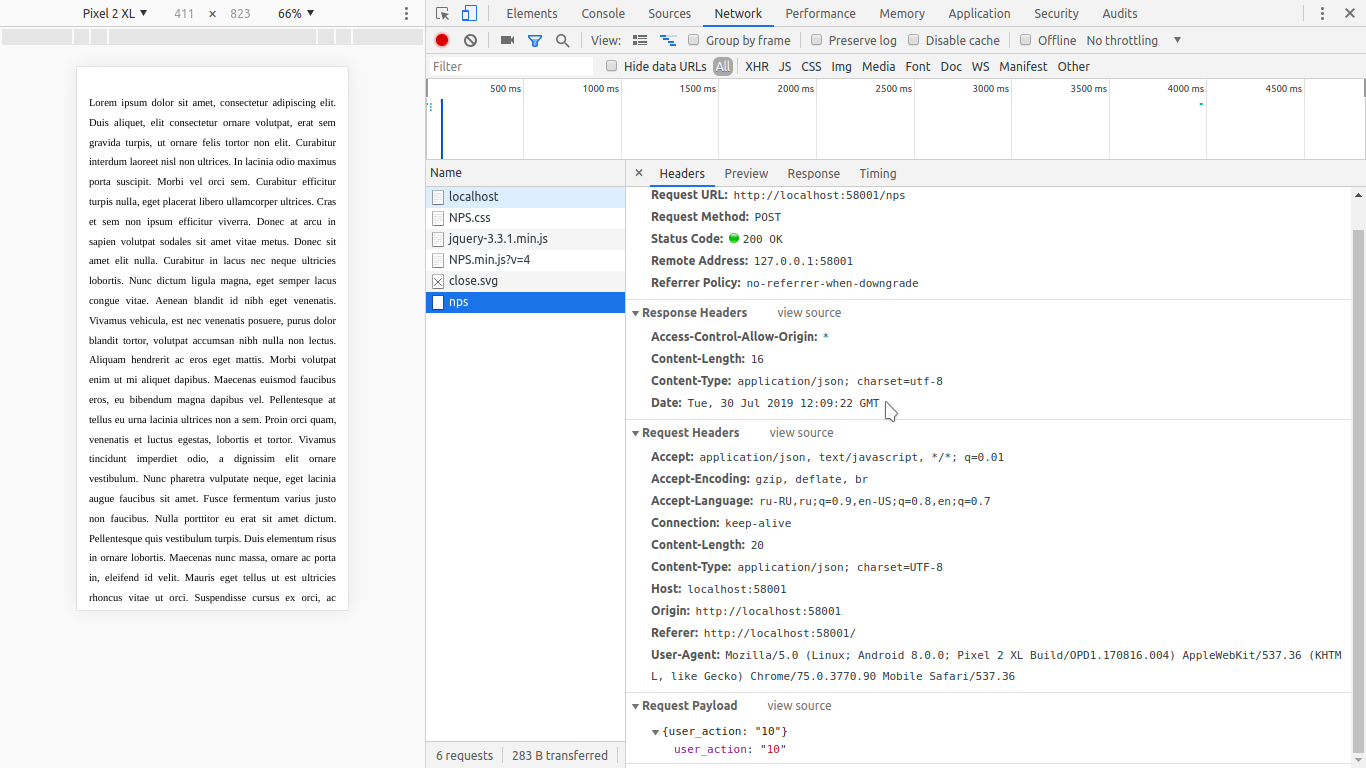 Pixel 2 XL ▼ 411 × 823 66% ▼
Elements Console Sources Network Performance Memory Application Security Audits
View: Group by frame Preserve log Disable cache Offline No throttling ▼
Filter Hide data URLs All XHR JS CSS Img Media Font Doc WS Manifest Other
500 ms 1000 ms 1500 ms 2000 ms 2500 ms 3000 ms 3500 ms 4000 ms 4500 ms
Lorem ipsum dolor sit amet, consectetur adipiscing elit.
Duis aliquet, elit consectetur ornare volutpat, erat sem
gravida turpis, ut ornare felis tortor non elit. Curabitur
interdum laoreet nisl non ultrices. In lacinia odio maximus
porta suscipit. Morbi vel orci sem. Curabitur efficitur
turpis nulla, eget placerat libero ullamcorper ultrices. Cras
et sem non ipsum efficitur viverra. Donec at arcu in
sapien volutpat sodales sit amet vitae metus. Donec sit
amet elit nulla. Curabitur in lacus nec neque ultricies
lobortis. Nunc dictum ligula magna, eget semper lacus
congue vitae. Aenean blandit id nibh eget venenatis.
Vivamus vehicula, est nec venenatis posuere, purus dolor
blandit tortor, volutpat accumsan nibh nulla non lectus.
Aliquam hendrerit ac eros eget mattis. Morbi volutpat
enim ut mi aliquet dapibus. Maecenas euismod faucibus
eros, eu bibendum magna dapibus vel. Pellentesque at
tellus eu urna lacinia ultrices non a sem. Proin orci quam,
venenatis et luctus egestas, lobortis et tortor. Vivamus
tincidunt imperdiet odio, a dignissim elit ornare
vestibulum. Nunc pharetra vulputate neque, eget lacinia
augue faucibus sit amet. Fusce fermentum varius justo
non faucibus. Nulla porttitor eu erat sit amet dictum.
Pellentesque quis vestibulum turpis. Duis elementum risus
in ornare lobortis. Maecenas nunc massa, ornare ac porta
in, eleifend id velit. Mauris eget tellus ut est ultricies
rhoncus vitae ut orci. Suspendisse cursus ex orci, ac
Name
localhost
NPS.css
jquery-3.3.1.min.js
NPS.min.js?v=4
close.svg
nps
6 requests 283 B transferred
× Headers Preview Response Timing
Request URL: http://localhost:58001/nps
Request Method: POST
Status Code: 200 OK
Remote Address: 127.0.0.1:58001
Referrer Policy: no-referrer-when-downgrade
▼ Response Headers view source
Access-Control-Allow-Origin: *
Content-Length: 16
Content-Type: application/json; charset=utf-8
Date: Tue, 30 Jul 2019 12:09:22 GMT
▼ Request Headers view source
Accept: application/json, text/javascript, */*; q=0.01
Accept-Encoding: gzip, deflate, br
Accept-Language: ru-RU,ru;q=0.9,en-US;q=0.8,en;q=0.7
Connection: keep-alive
Content-Length: 20
Content-Type: application/json; charset=UTF-8
Host: localhost:58001
Origin: http://localhost:58001
Referer: http://localhost:58001/
User-Agent: Mozilla/5.0 (Linux; Android 8.0.0; Pixel 2 XL Build/OPD1.170816.004) AppleWebKit/537.36 (KHTM
L, like Gecko) Chrome/75.0.3770.90 Mobile Safari/537.36
▼ Request Payload view source
▼ {user_action: "10"}
user_action: "10"